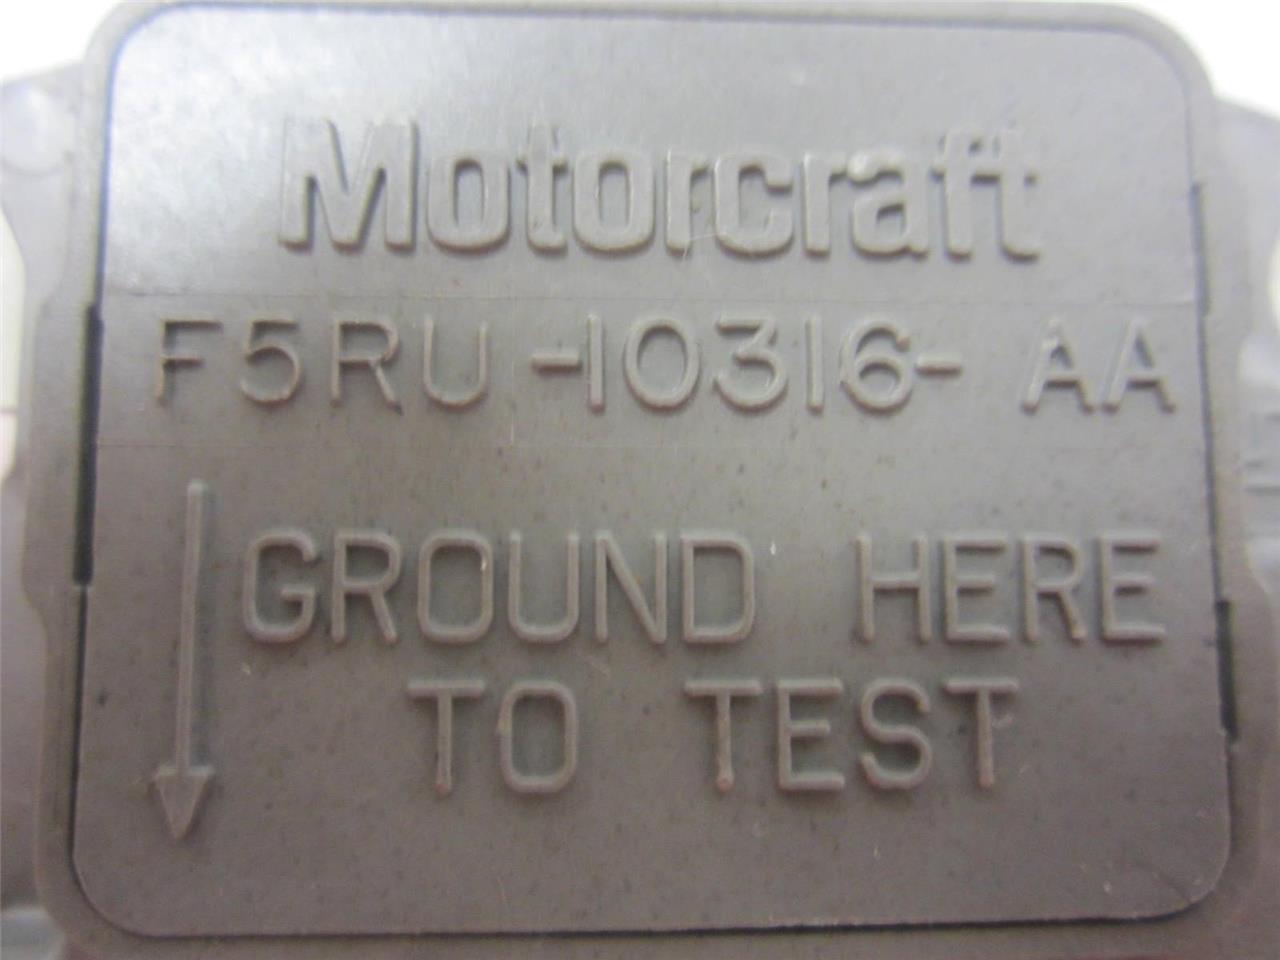 Motorcraft
F5RU-10316-AA
GROUND HERE
TO TEST